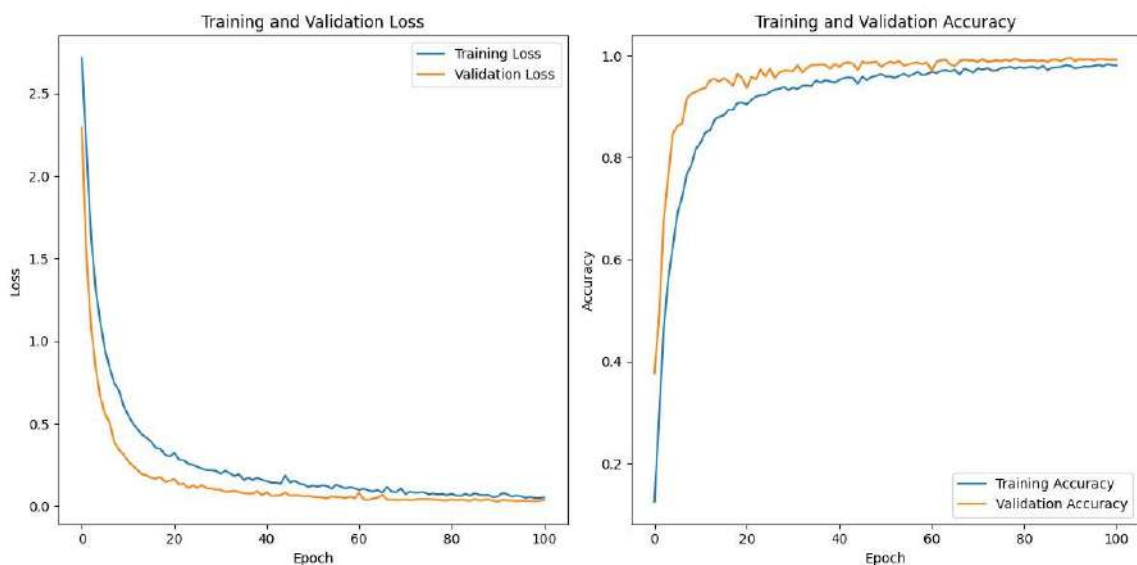 Training and Validation Loss
Training Loss
Validation Loss
2.5
2.0
1.5
1.0
0.5
0.0
Loss
0
20
40
60
80
100
Epoch
Training and Validation Accuracy
1.0
0.8
0.6
0.4
0.2
Accuracy
Training Accuracy
Validation Accuracy
0
20
40
60
80
100
Epoch